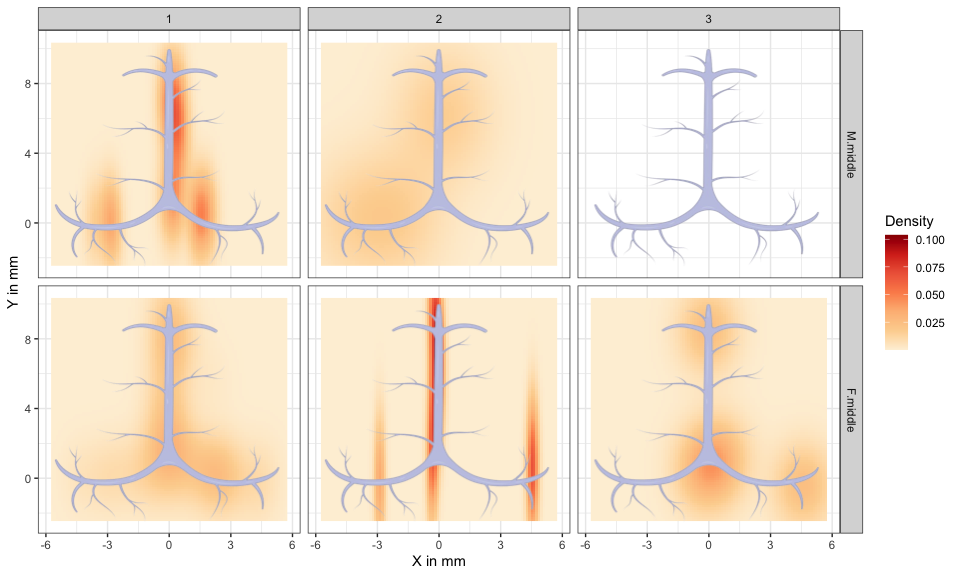 1 2 3
8
4
0
M.middle
Y in mm
8
4
0
F.middle
-6 -3 0 3 6 -6 -3 0 3 6 -6 -3 0 3 6
X in mm
Density
0.100
0.075
0.050
0.025